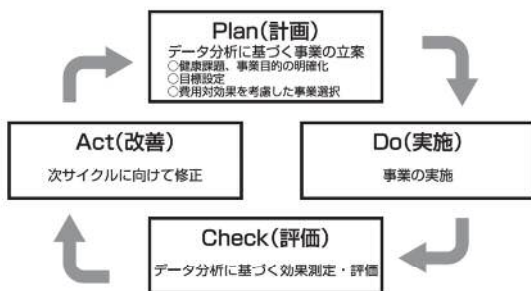 Plan(計画)
データ分析に基づく事業の立案
○健康課題、事業目的の明確化
○目標設定
○費用対効果を考慮した事業選択
Act(改善)
次サイクルに向けて修正
Do(実施)
事業の実施
Check(評価)
データ分析に基づく効果測定・評価